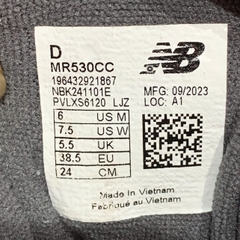 D
MR530CC
196432921867
NBK241101E
PVLXS6120 LJZ
NB
MFG: 09/2023
LOC: A1
6 US M
7.5 US W
5.5 UK
38.5 EU
24 CM
Made in Vietnam
Fabriqué au Vietnam